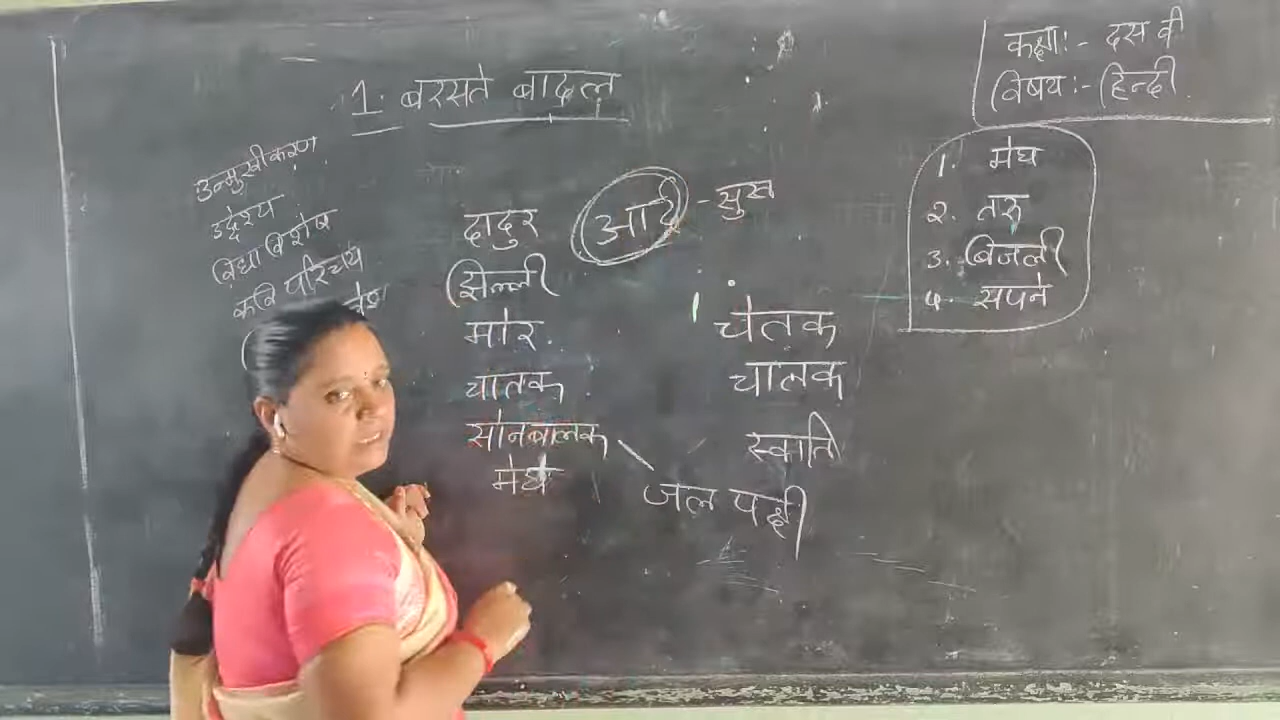 कक्षा:- दस वी
विषय:- हिन्दी
1. बरसते बादल
उन्मुखीकरण
उद्देश्य
विधा विशेष
कवि परिचय
दादुर
झिल्ली
मोर
चातक
सोनबालक
मेघ
आर्द्र - सुख
चेतक
चालक
स्वाति
जल पक्षी
1. मेघ
2. तरु
3. बिजली
4. सपने